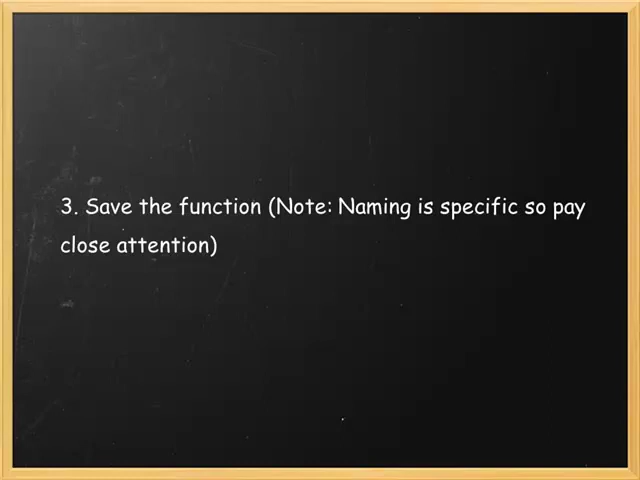 3. Save the function (Note: Naming is specific so pay
close attention)